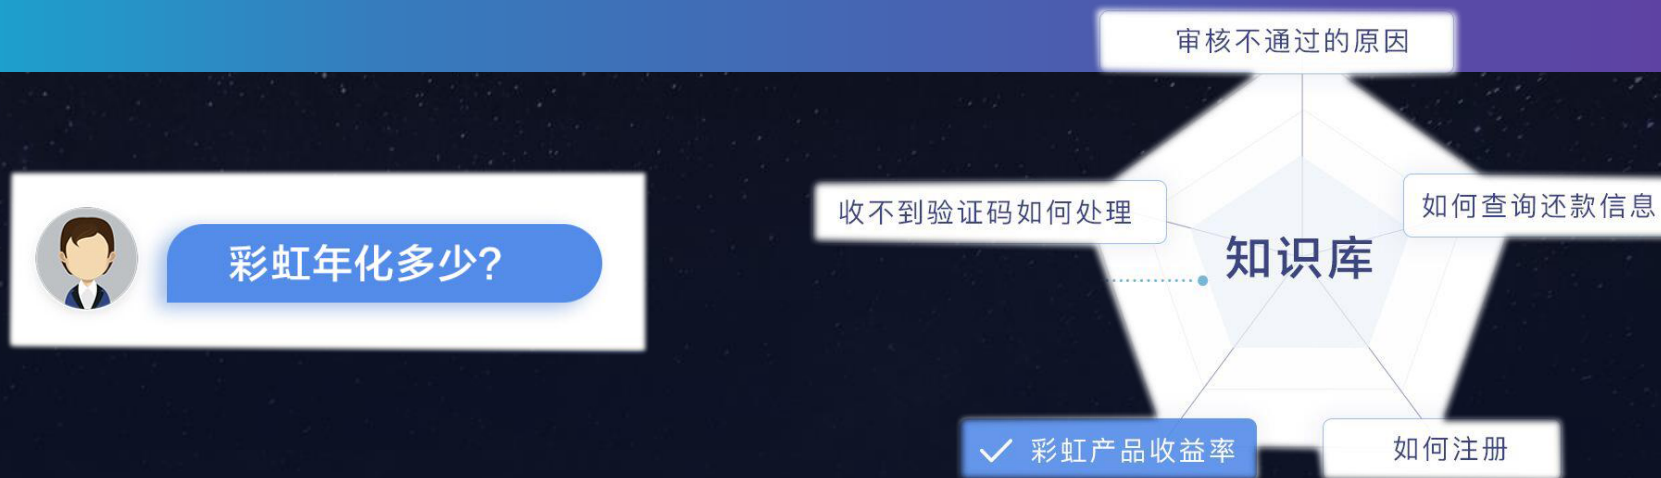 审核不通过的原因
收不到验证码如何处理
如何查询还款信息
彩虹年化多少?
知识库
彩虹产品收益率
如何注册